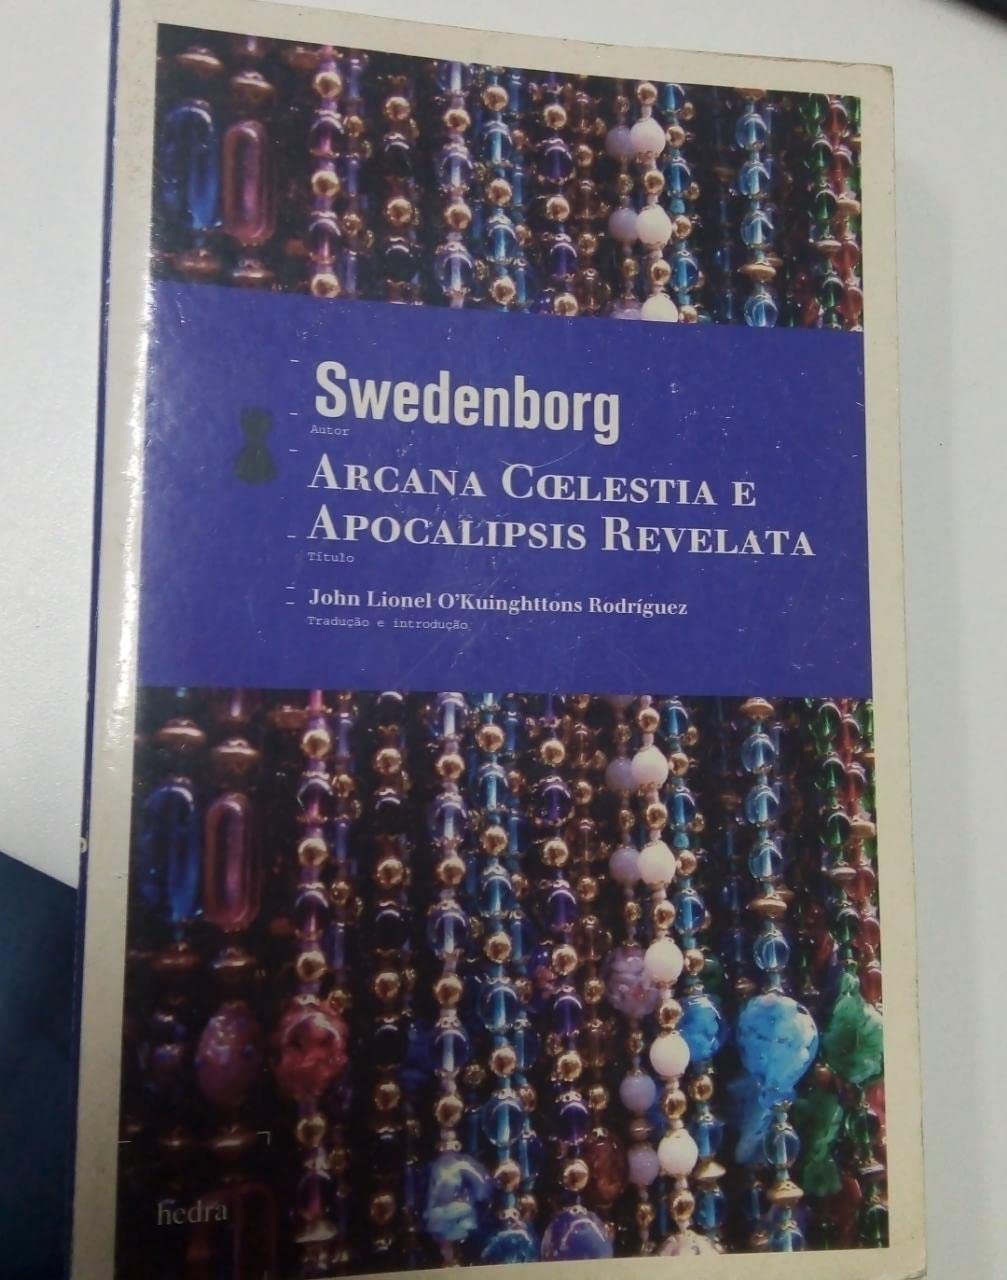 Swedenborg
Autor
ARCANA CŒLESTIA E
APOCALIPSIS REVELATA
Título
John Lionel O'Kuinghttons Rodríguez
Tradução e introdução
hedra